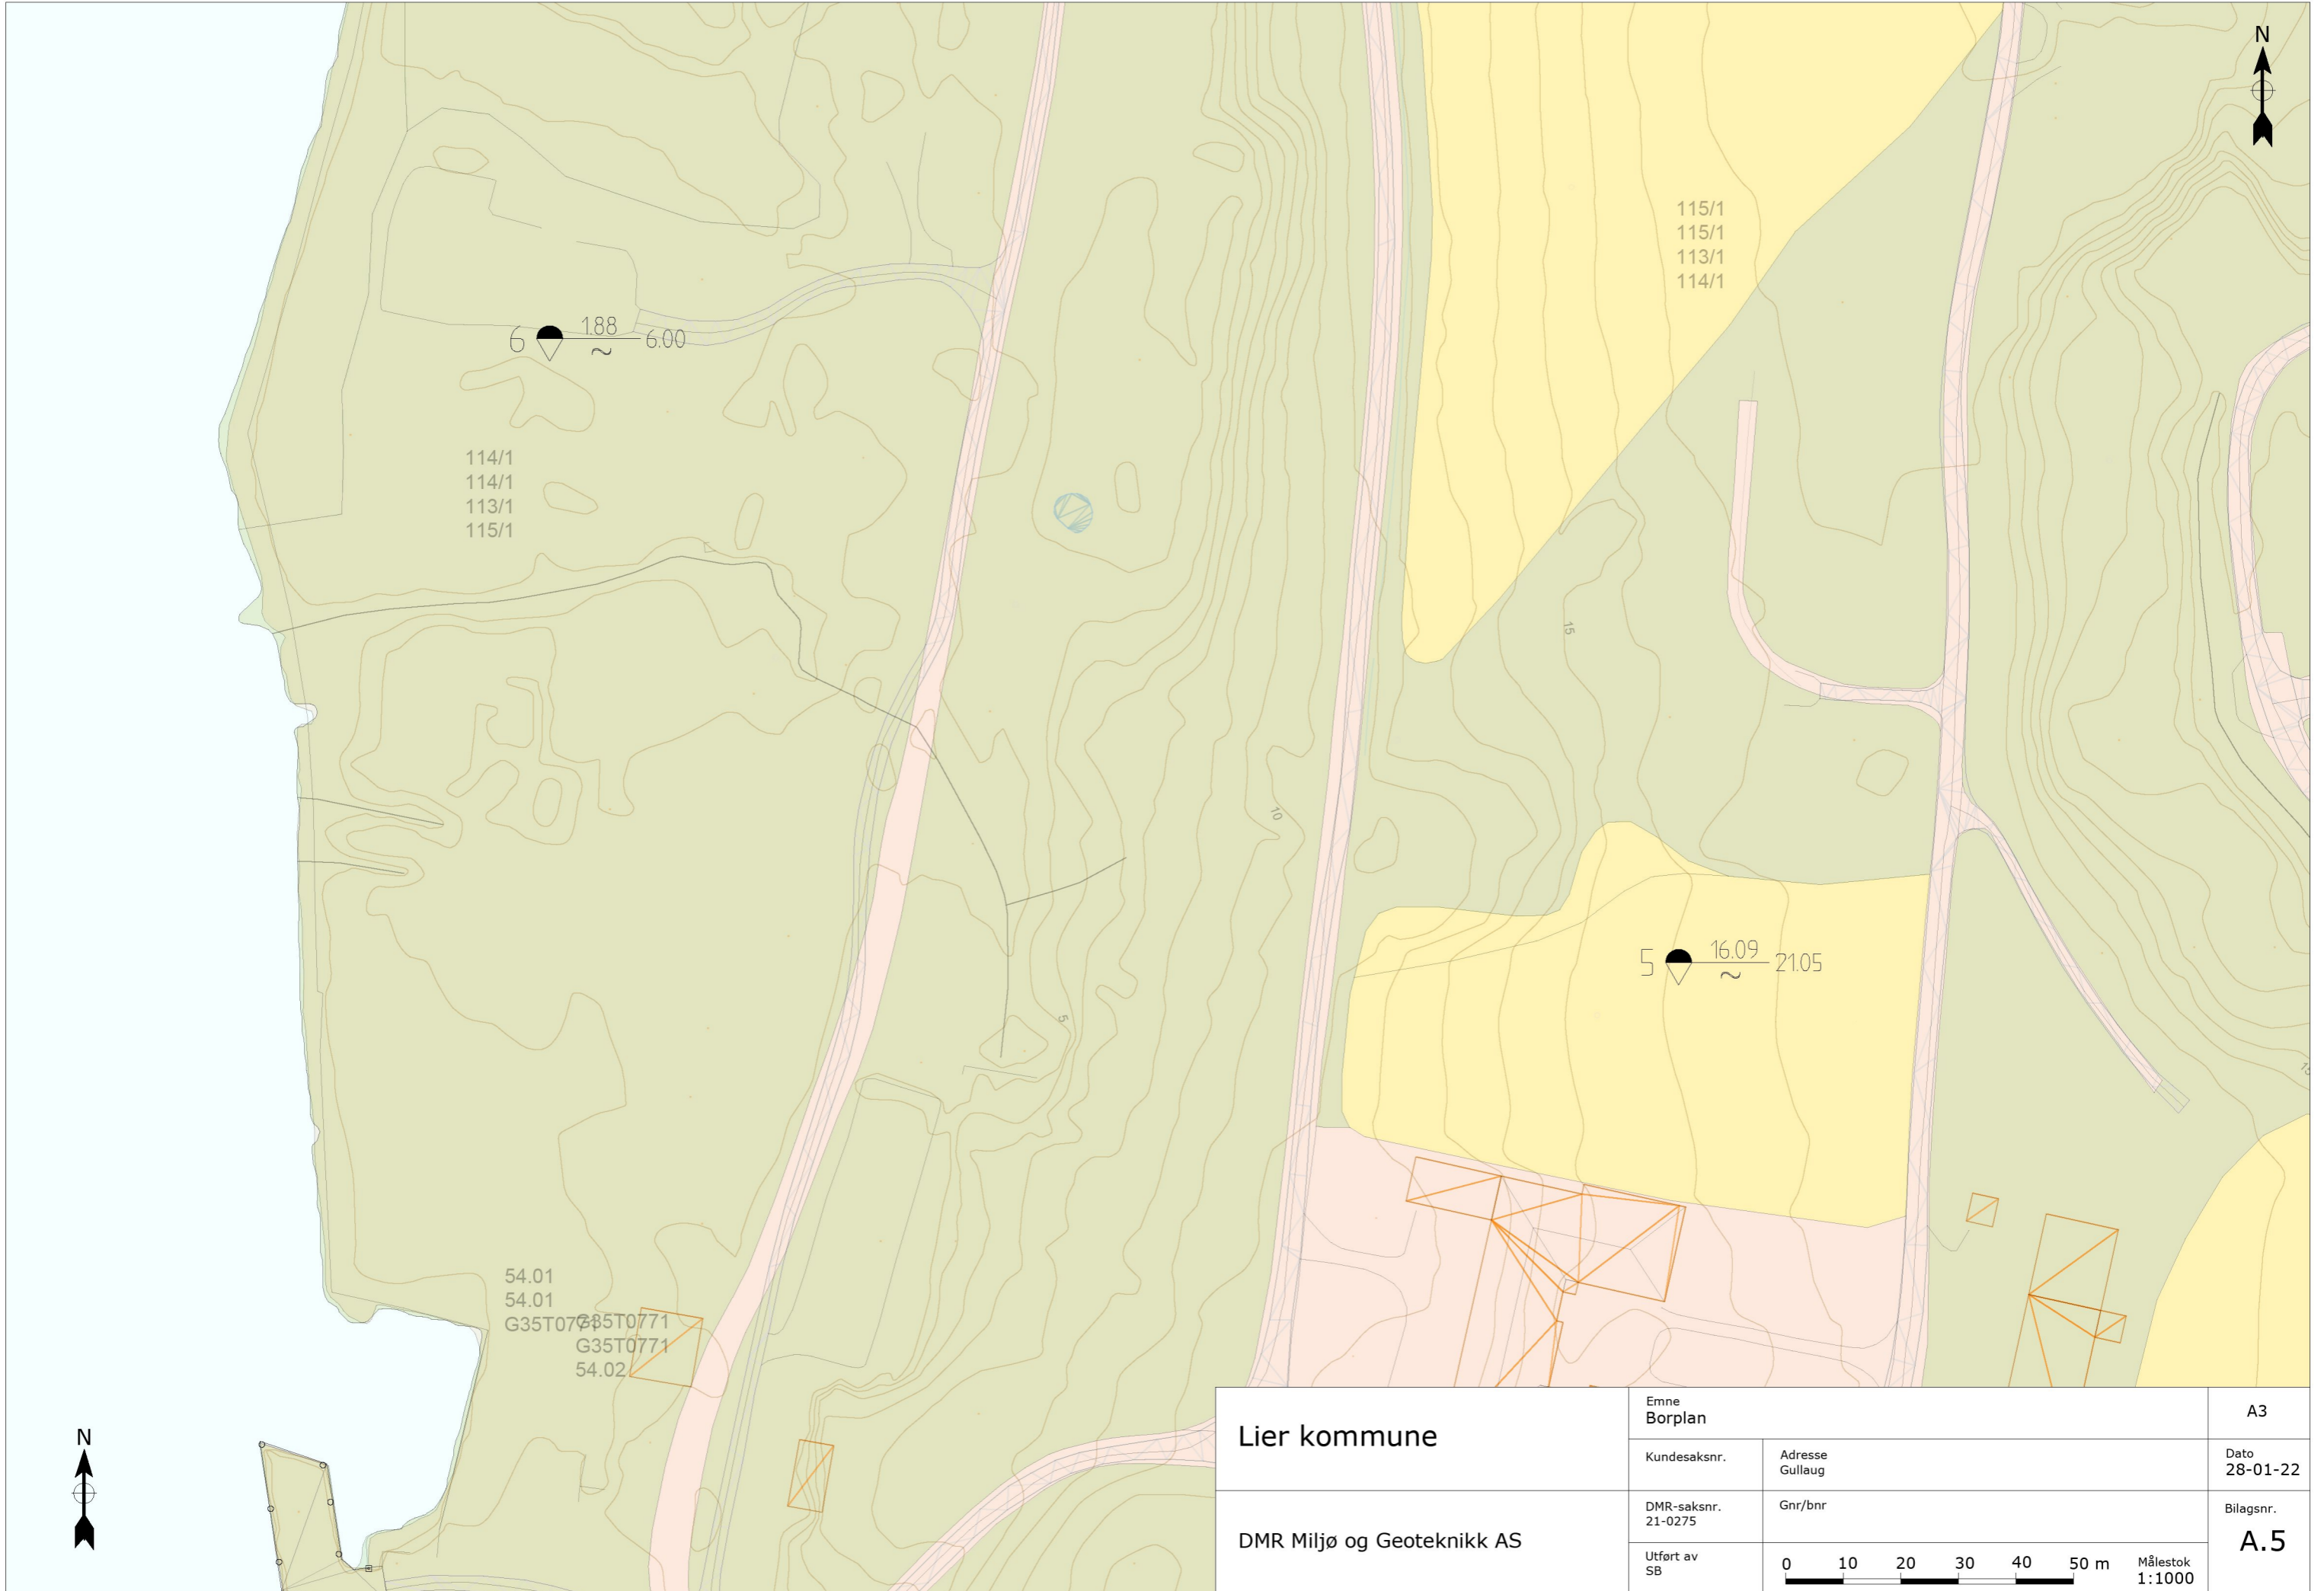 N
115/1
115/1
113/1
114/1
6 1.88 6.00
~
114/1
114/1
113/1
115/1
15
10
5 16.09 21.05
~
5
15
54.01
54.01
G35T0771
G35T0771
G35T0771
54.02
N
Lier kommune
DMR Miljø og Geoteknikk AS
Emne
Borplan
A3
Kundesaksnr.
Adresse
Gullaug
Dato
28-01-22
DMR-saksnr.
21-0275
Gnr/bnr
Bilagsnr.
A.5
Utført av
SB
0 10 20 30 40 50 m
Målestok
1:1000